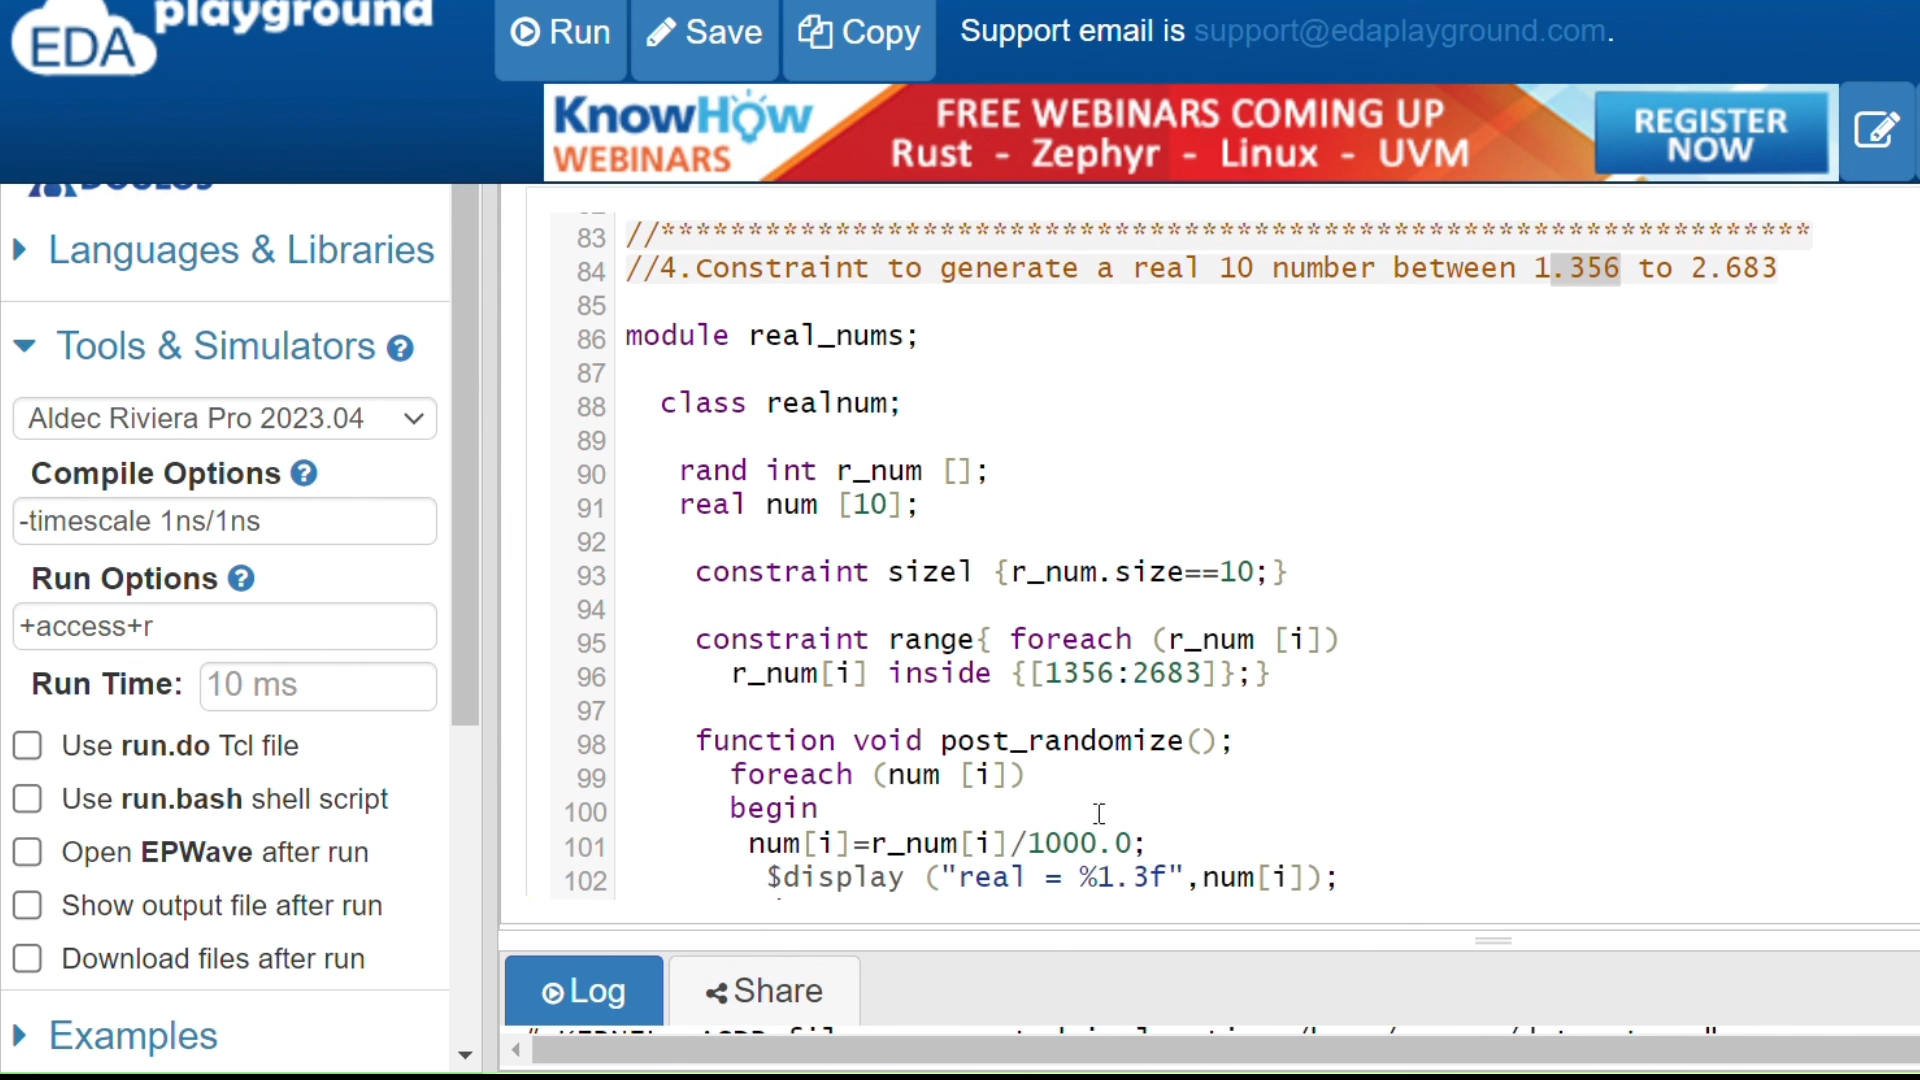 EDA playground
Run
Save
Copy
Support email is support@edaplayground.com.
KnowHow
WEBINARS
FREE WEBINARS COMING UP
Rust - Zephyr - Linux - UVM
REGISTER
NOW
Languages & Libraries
Tools & Simulators
Aldec Riviera Pro 2023.04
Compile Options
-timescale 1ns/1ns
Run Options
+access+r
Run Time:
10 ms
Use run.do Tcl file
Use run.bash shell script
Open EPWave after run
Show output file after run
Download files after run
Examples
83 //******************************************************************
84 //4.Constraint to generate a real 10 number between 1.356 to 2.683
85
86 module real_nums;
87
88 class realnum;
89
90 rand int r_num [];
91 real num [10];
92
93 constraint sizel {r_num.size==10;}
94
95 constraint range{ foreach (r_num [i])
96 r_num[i] inside {[1356:2683]};}
97
98 function void post_randomize();
99 foreach (num [i])
100 begin
101 num[i]=r_num[i]/1000.0;
102 $display ("real = %1.3f",num[i]);
Log
Share